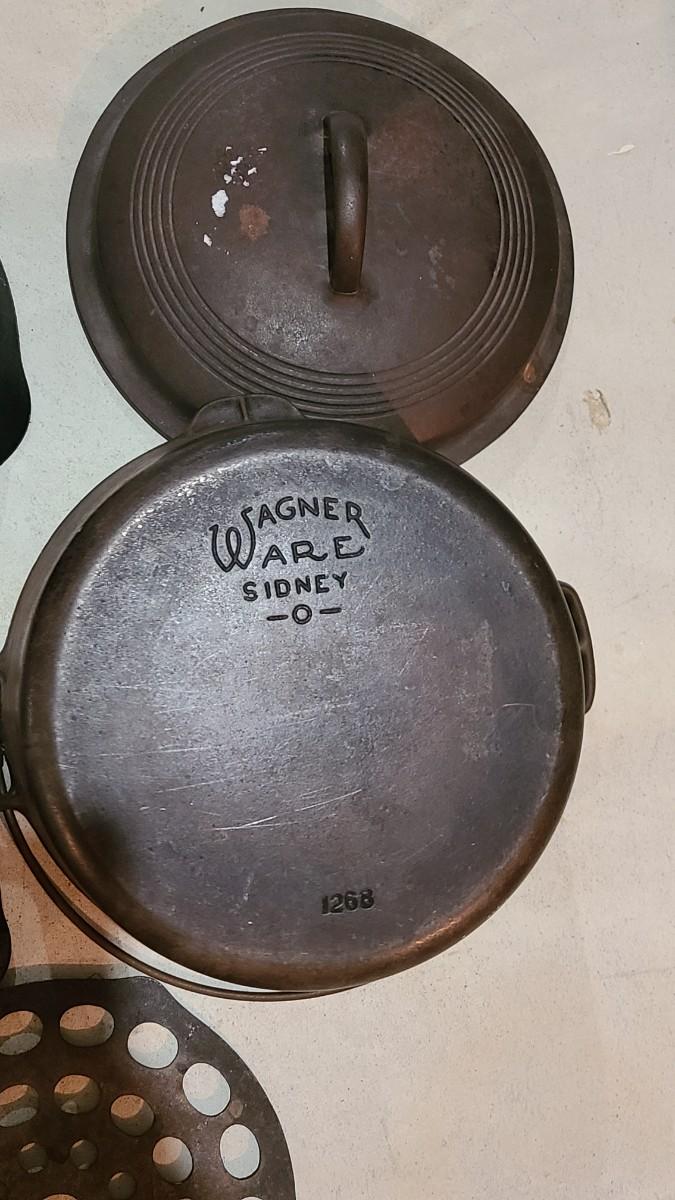 WAGNER
WARE
SIDNEY
-O-
1268